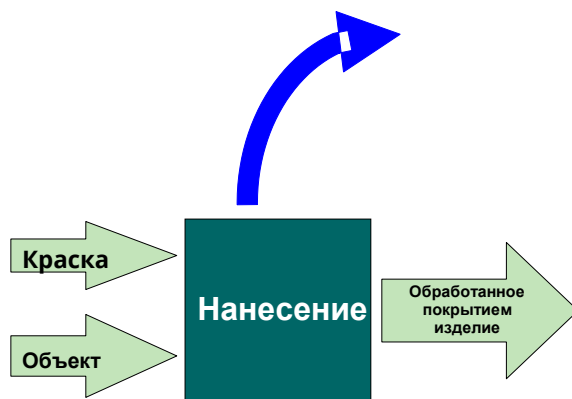 Краска
Нанесение
Обработанное
покрытием
изделие
Объект